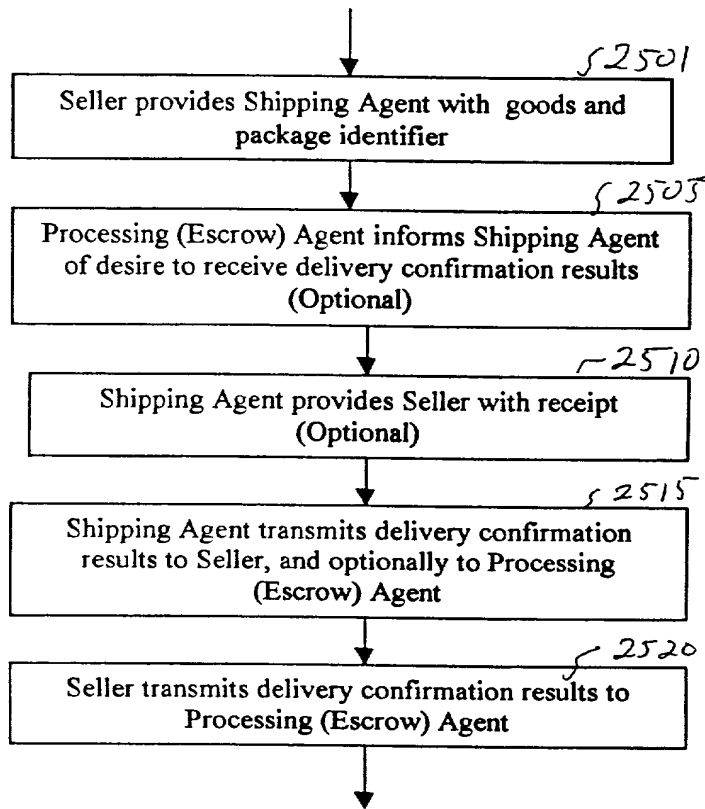 2501
Seller provides Shipping Agent with goods and
package identifier
2505
Processing (Escrow) Agent informs Shipping Agent
of desire to receive delivery confirmation results
(Optional)
2510
Shipping Agent provides Seller with receipt
(Optional)
2515
Shipping Agent transmits delivery confirmation
results to Seller, and optionally to Processing
(Escrow) Agent
2520
Seller transmits delivery confirmation results to
Processing (Escrow) Agent